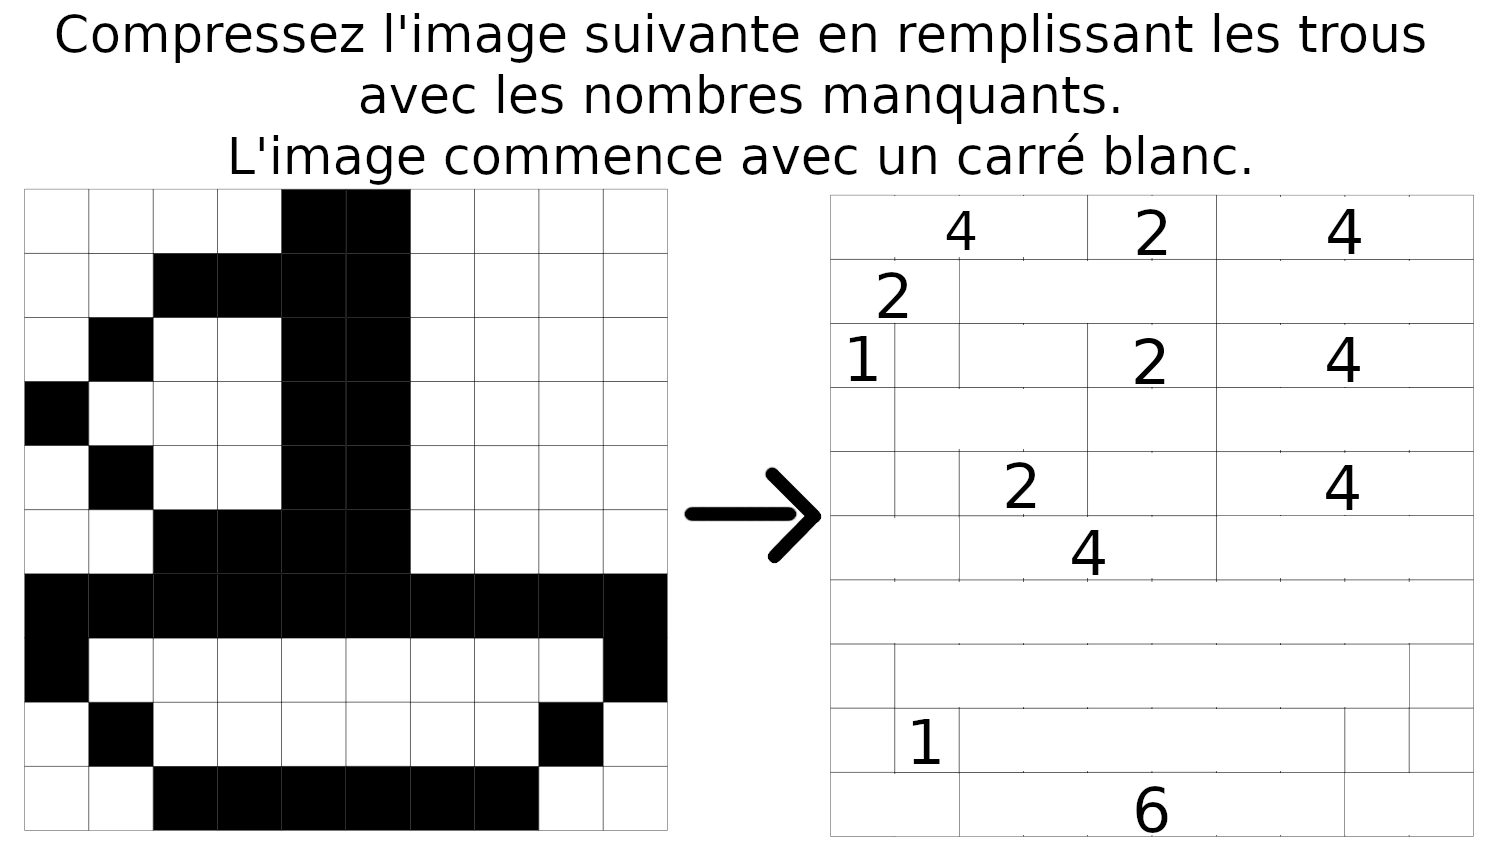 Compressez l'image suivante en remplissant les trous
avec les nombres manquants.
L'image commence avec un carré blanc.
4 2 4
2
1 2 4
2 4
4
1
6